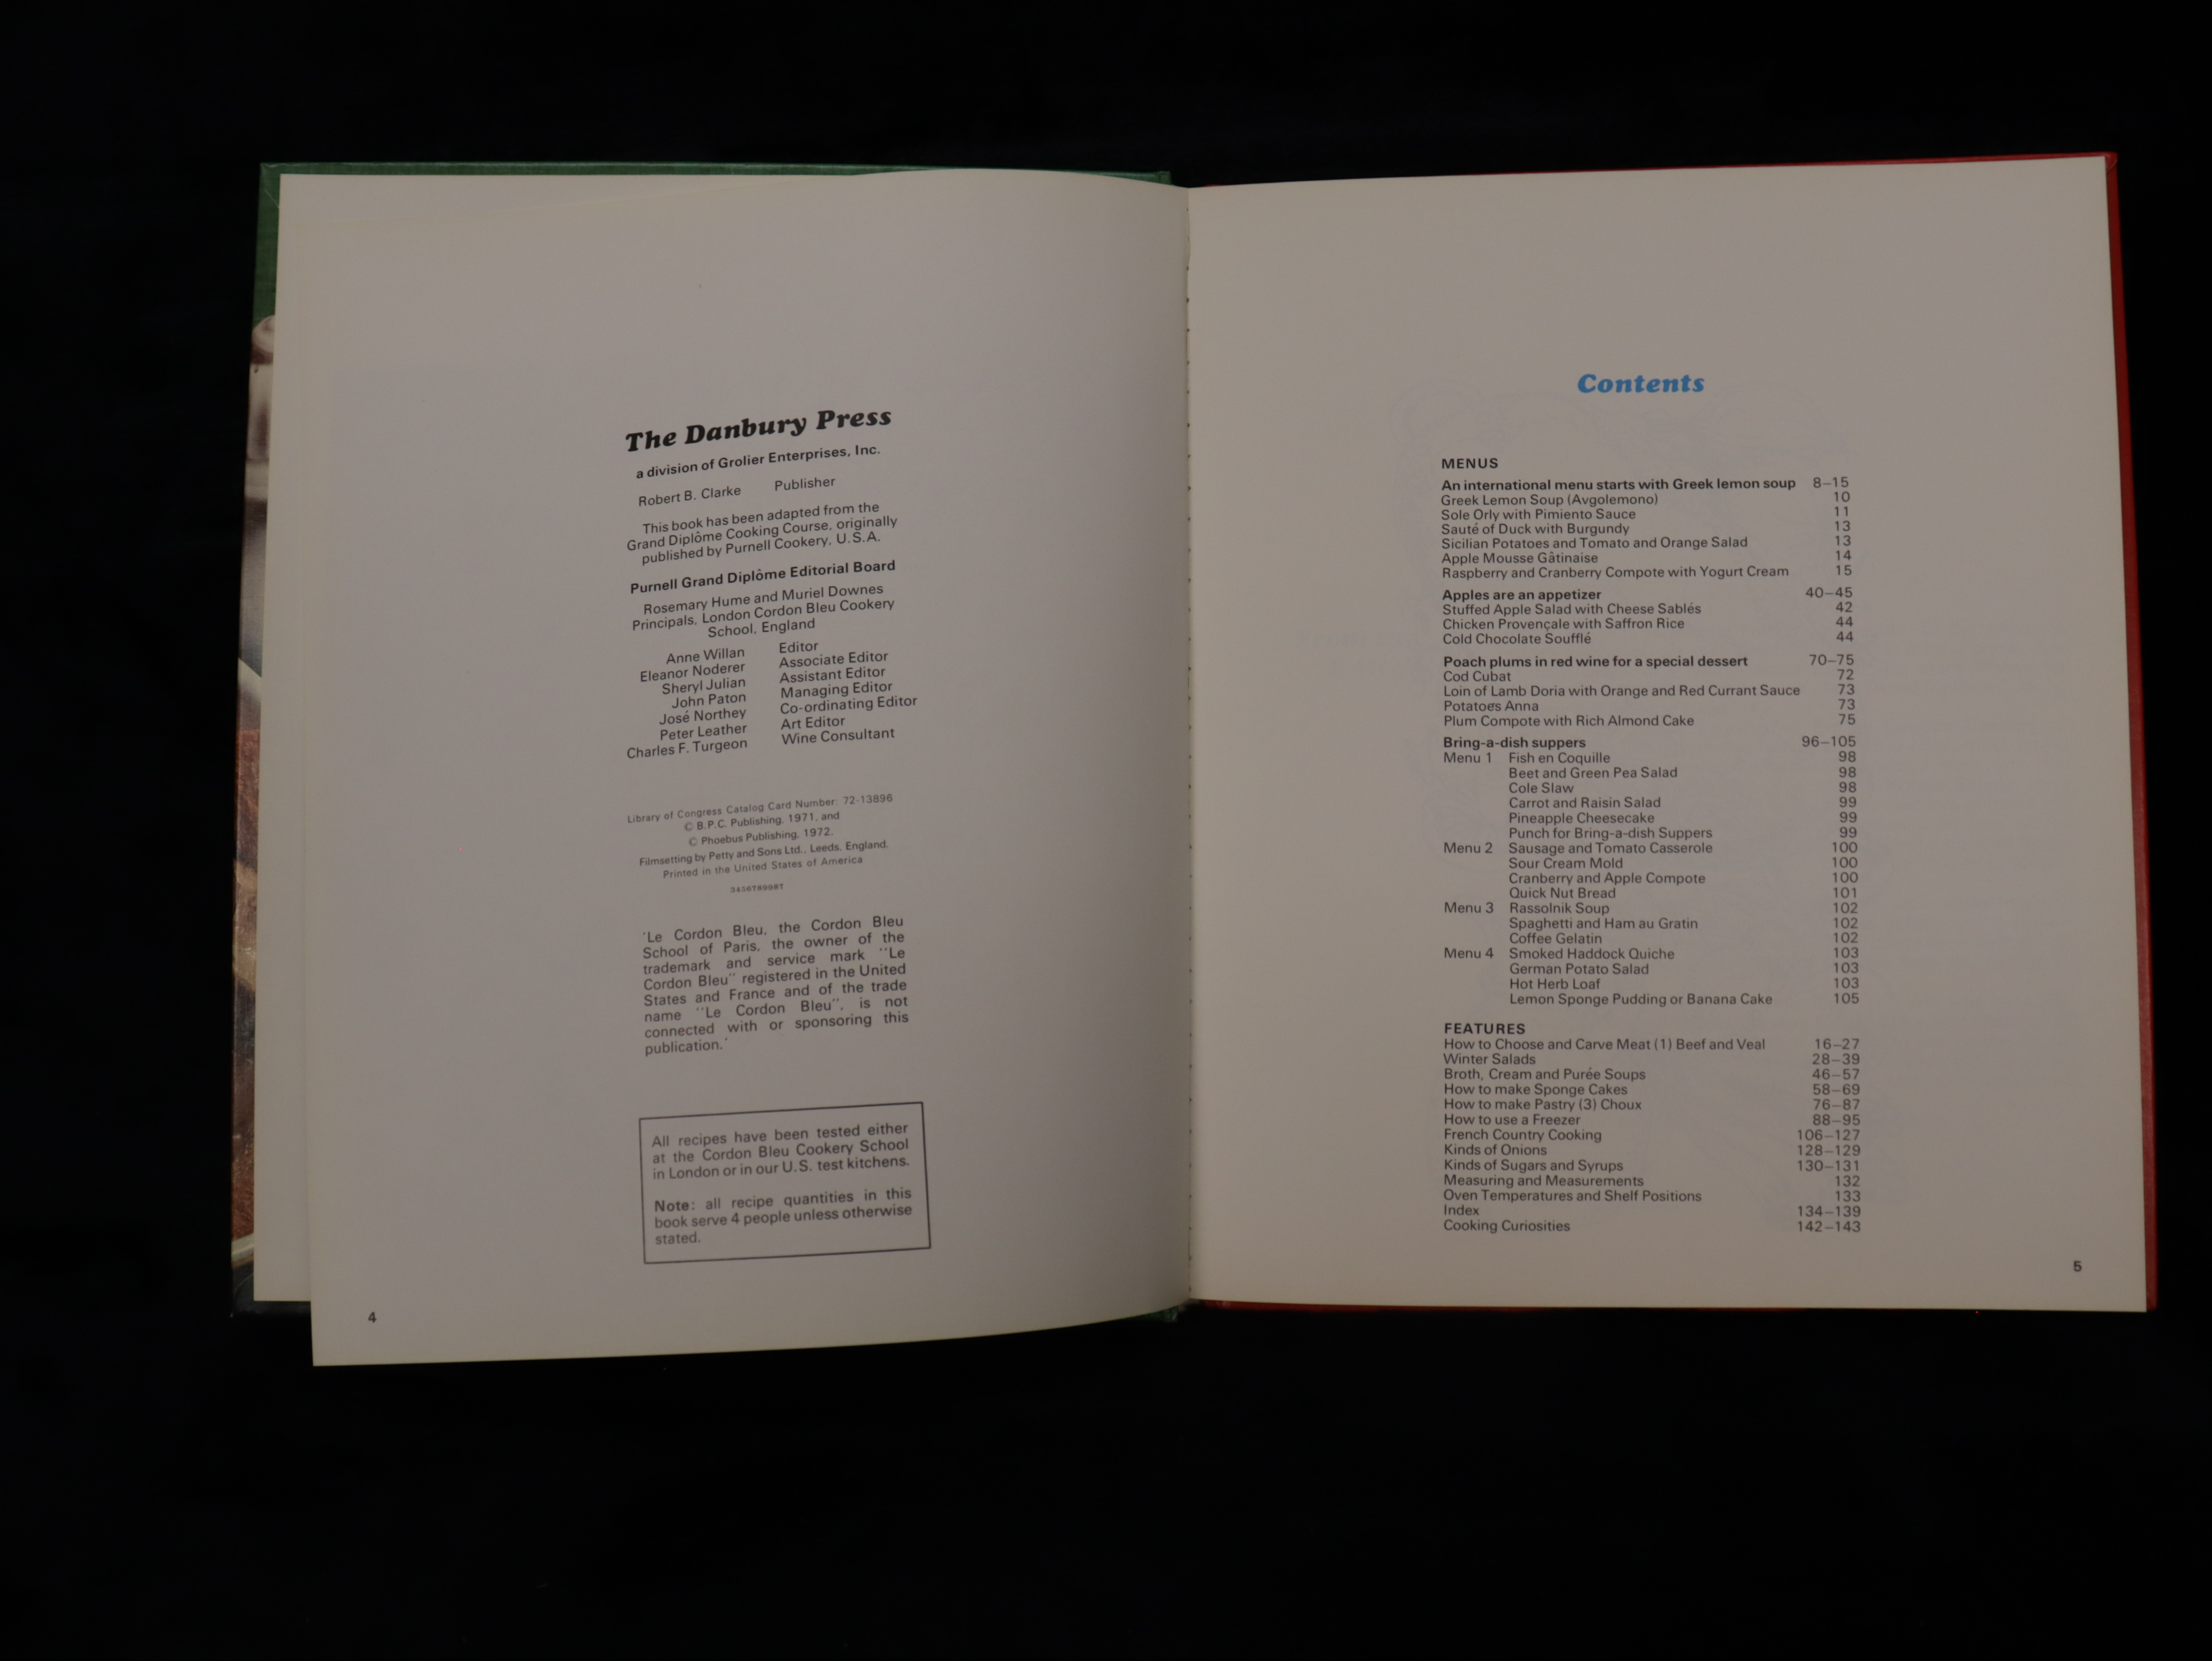 The Danbury Press
a division of Grolier Enterprises, Inc.
Robert B. Clarke Publisher
This book has been adapted from the
Grand Diplôme Cooking Course, originally
published by Purnell Cookery, U.S.A.
Purnell Grand Diplôme Editorial Board
Rosemary Hume and Muriel Downes
Principals, London Cordon Bleu Cookery
School, England
Anne Willan Editor
Eleanor Noderer Associate Editor
Sheryl Julian Assistant Editor
John Paton Managing Editor
José Northey Co-ordinating Editor
Peter Leather Art Editor
Charles F. Turgeon Wine Consultant
Library of Congress Catalog Card Number: 72-13896
© B.P.C. Publishing, 1971, and
© Phoebus Publishing, 1972.
Filmsetting by Petty and Sons Ltd., Leeds, England.
Printed in the United States of America
'Le Cordon Bleu, the Cordon Bleu
School of Paris, the owner of the
trademark and service mark "Le
Cordon Bleu" registered in the United
States and France and of the trade
name "Le Cordon Bleu", is not
connected with or sponsoring this
publication.'
All recipes have been tested either
at the Cordon Bleu Cookery School
in London or in our U.S. test kitchens.
Note: all recipe quantities in this
book serve 4 people unless otherwise
stated.
4
Contents
MENUS
An international menu starts with Greek lemon soup 8–15
Greek Lemon Soup (Avgolemono) 10
Sole Orly with Pimiento Sauce 11
Sauté of Duck with Burgundy 13
Sicilian Potatoes and Tomato and Orange Salad 13
Apple Mousse Gâtinaise 14
Raspberry and Cranberry Compote with Yogurt Cream 15
Apples are an appetizer 40–45
Stuffed Apple Salad with Cheese Sablés 42
Chicken Provençale with Saffron Rice 44
Cold Chocolate Soufflé 44
Poach plums in red wine for a special dessert 70–75
Cod Cubat 72
Loin of Lamb Doria with Orange and Red Currant Sauce 73
Potatoes Anna 73
Plum Compote with Rich Almond Cake 75
Bring-a-dish suppers 96–105
Menu 1 Fish en Coquille 98
Beet and Green Pea Salad 98
Cole Slaw 98
Carrot and Raisin Salad 99
Pineapple Cheesecake 99
Punch for Bring-a-dish Suppers 99
Menu 2 Sausage and Tomato Casserole 100
Sour Cream Mold 100
Cranberry and Apple Compote 100
Quick Nut Bread 101
Menu 3 Rassolnik Soup 102
Spaghetti and Ham au Gratin 102
Coffee Gelatin 102
Menu 4 Smoked Haddock Quiche 103
German Potato Salad 103
Hot Herb Loaf 103
Lemon Sponge Pudding or Banana Cake 105
FEATURES
How to Choose and Carve Meat (1) Beef and Veal 16–27
Winter Salads 28–39
Broth, Cream and Purée Soups 46–57
How to make Sponge Cakes 58–69
How to make Pastry (3) Choux 76–87
How to use a Freezer 88–95
French Country Cooking 106–127
Kinds of Onions 128–129
Kinds of Sugars and Syrups 130–131
Measuring and Measurements 132
Oven Temperatures and Shelf Positions 133
Index 134–139
Cooking Curiosities 142–143
5